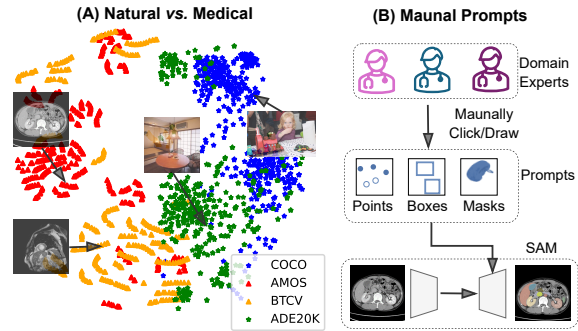 (A) Natural vs. Medical
COCO
AMOS
BTCV
ADE20K
(B) Maunal Prompts
Domain
Experts
Maunally
Click/Draw
Prompts
Points Boxes Masks
SAM